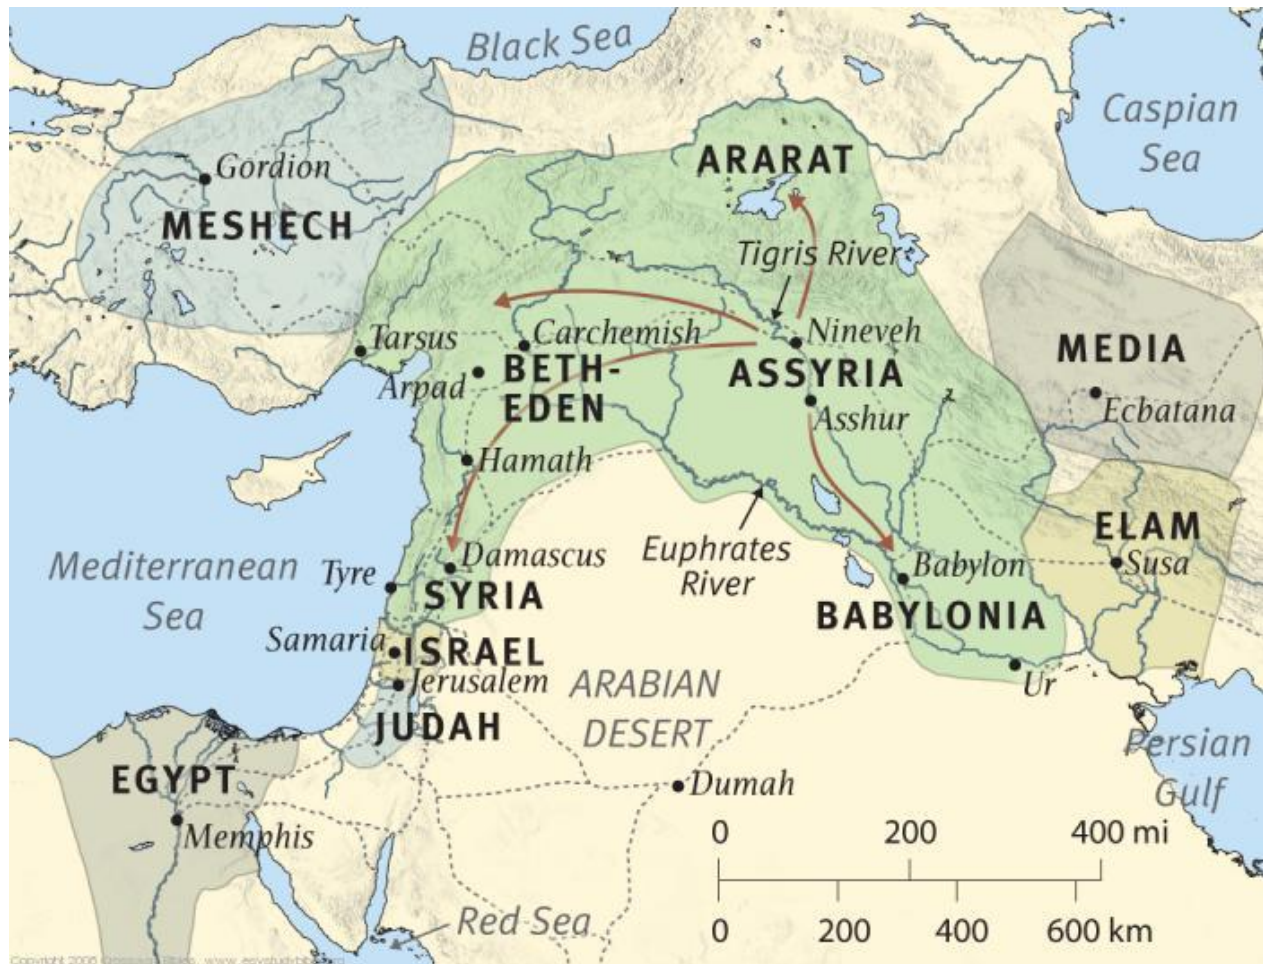 Black Sea
Caspian
Sea
Gordion
MESHECH
ARARAT
Tigris River
Tarsus
Carchemish
Nineveh
MEDIA
Arpad
BETH-
EDEN
ASSYRIA
Ecbatana
Asshur
Hamath
ELAM
Susa
Euphrates
River
Mediterranean
Sea
Tyre
Damascus
SYRIA
Babylon
BABYLONIA
Samaria
ISRAEL
Jerusalem
JUDAH
ARABIAN
DESERT
Ur
Persian
Gulf
EGYPT
Memphis
Dumah
0 200 400 mi
0 200 400 600 km
Red Sea